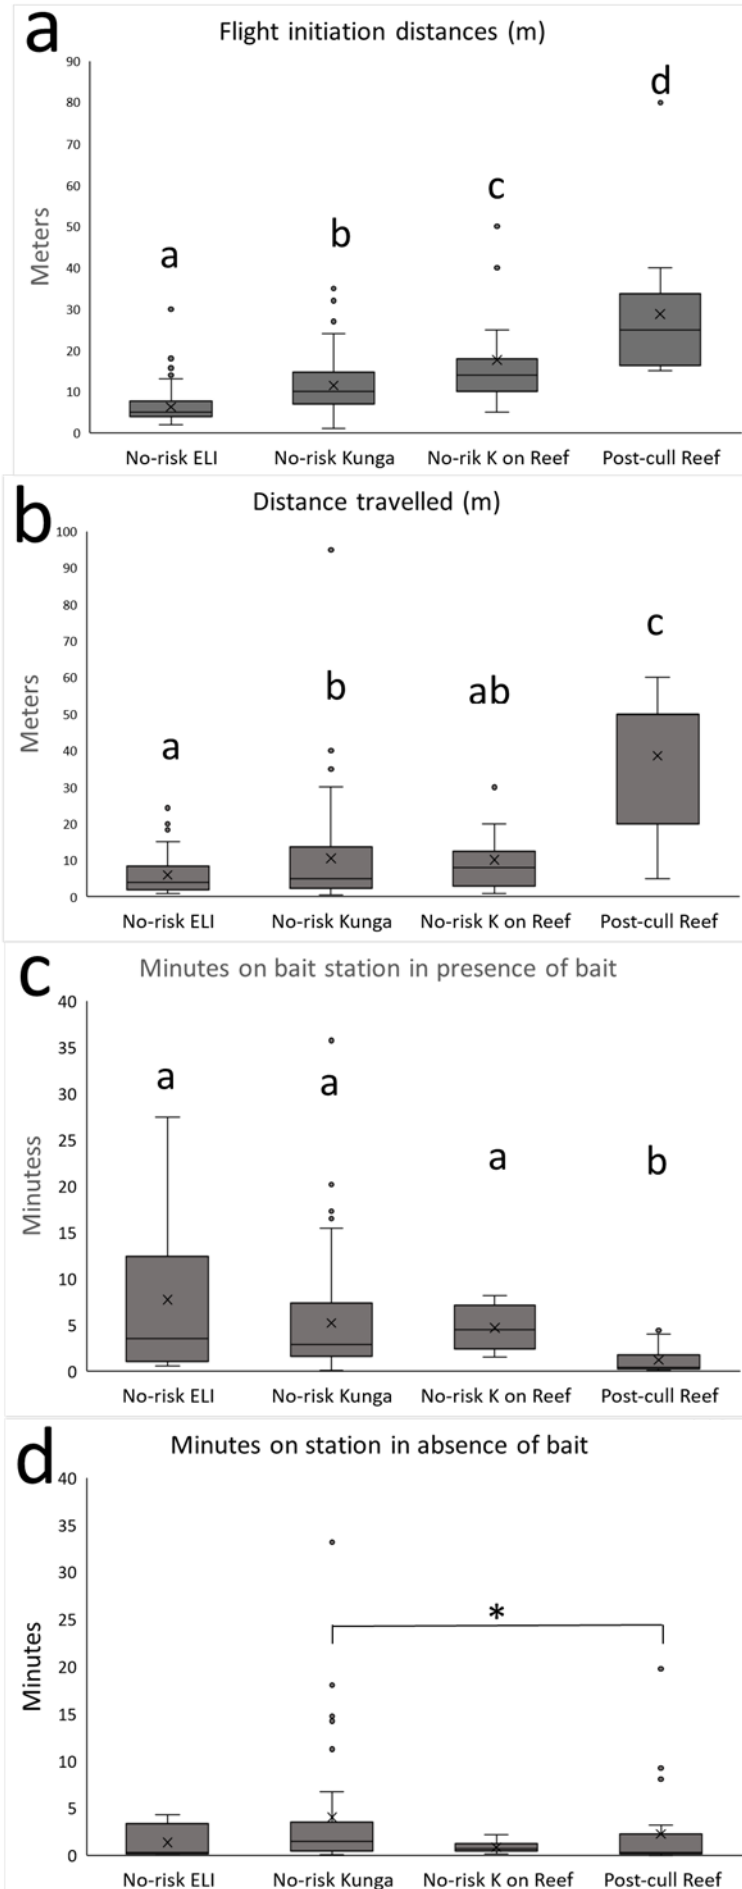 a
Flight initiation distances (m)
90
80
70
60
50
40
30
20
10
0
Meters
a
b
c
d
No-risk ELI No-risk Kunga No-rik K on Reef Post-cull Reef
b
Distance travelled (m)
100
90
80
70
60
50
40
30
20
10
0
Meters
a
b
ab
c
No-risk ELI No-risk Kunga No-risk K on Reef Post-cull Reef
c
Minutes on bait station in presence of bait
40
35
30
25
20
15
10
5
0
Minutess
a
a
a
b
No-risk ELI No-risk Kunga No-risk K on Reef Post-cull Reef
d
Minutes on station in absence of bait
40
35
30
25
20
15
10
5
0
Minutes
*
No-risk ELI No-risk Kunga No-risk K on Reef Post-cull Reef